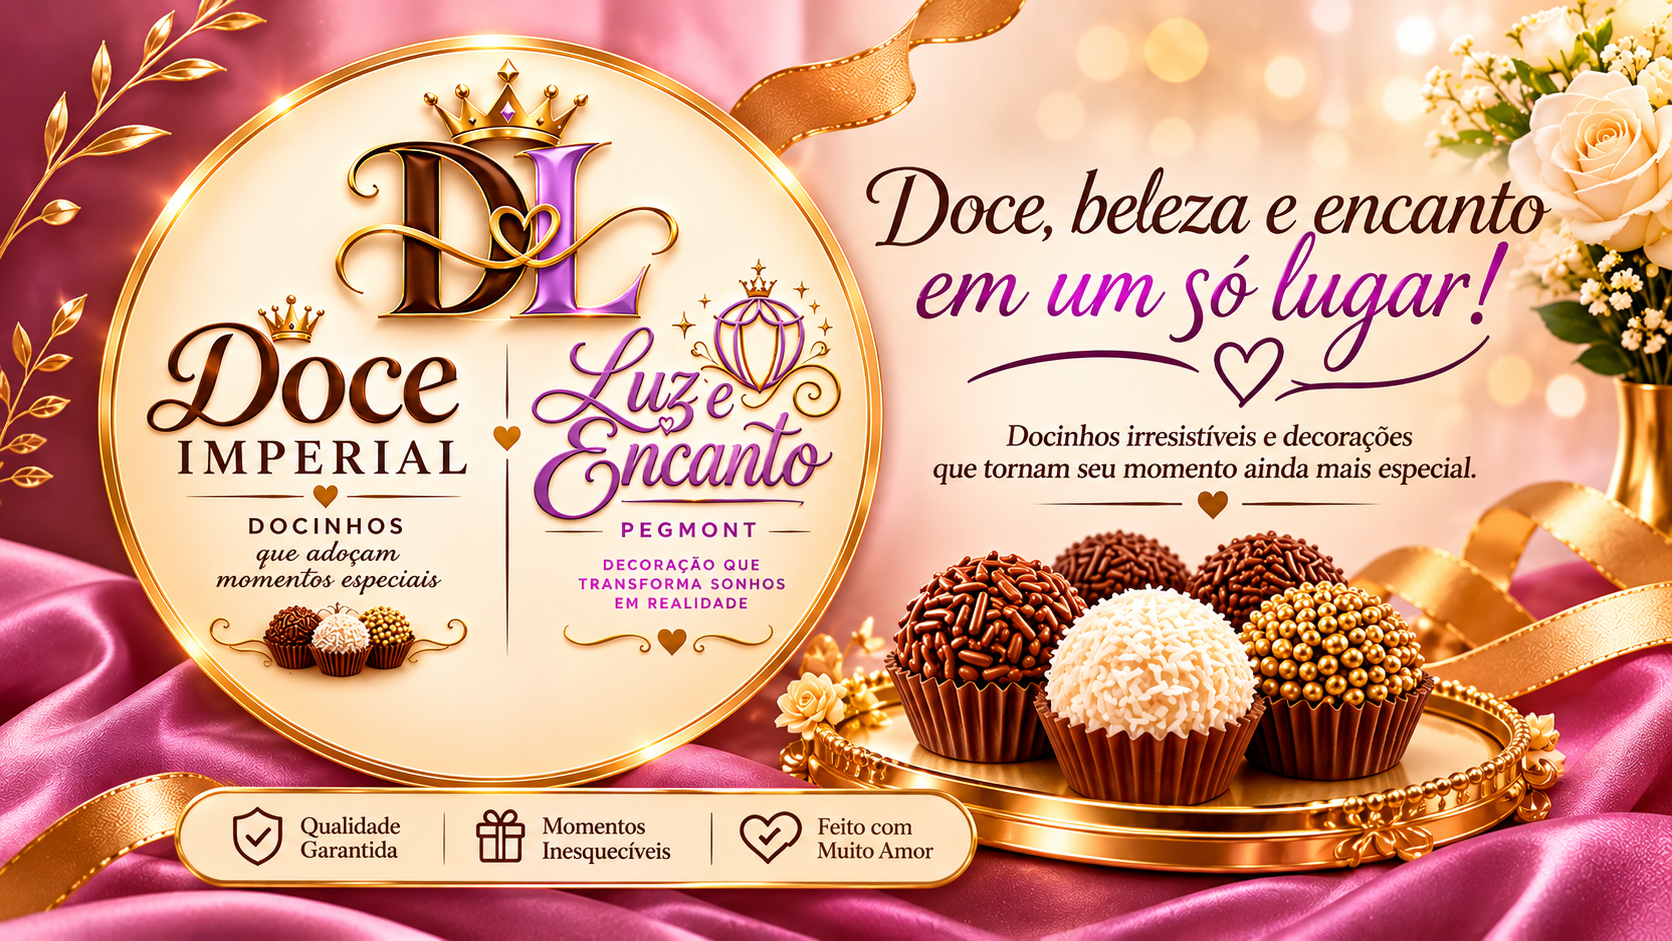 DL
Doce
IMPERIAL
DOCINHOS
que adoçam
momentos especiais
Luz e
Encanto
PEGMONT
DECORAÇÃO QUE
TRANSFORMA SONHOS
EM REALIDADE
Doce, beleza e encanto
em um só lugar!
Docinhos irresistíveis e decorações
que tornam seu momento ainda mais especial.
Qualidade
Garantida
Momentos
Inesquecíveis
Feito com
Muito Amor